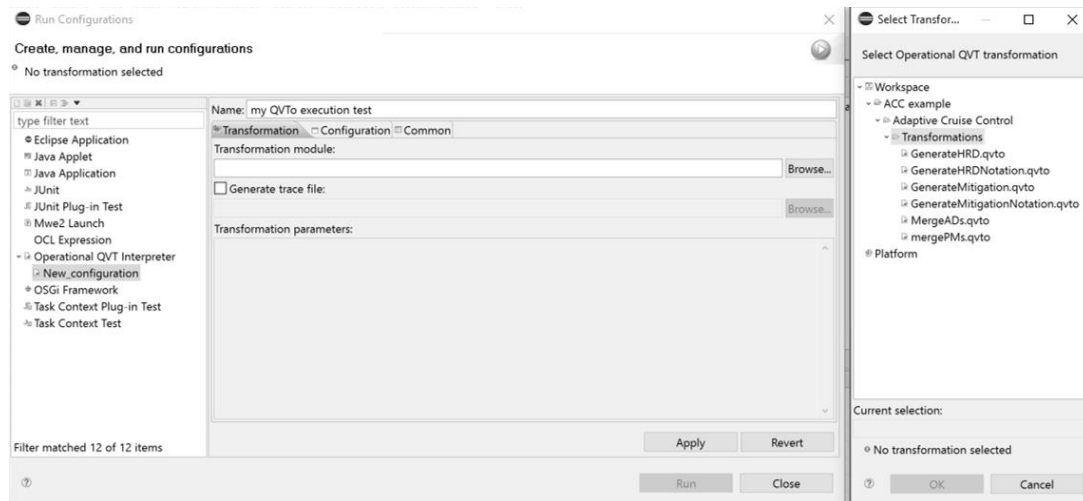 Run Configurations
Create, manage, and run configurations
No transformation selected
type filter text
Eclipse Application
Java Applet
Java Application
JUnit
JUnit Plug-in Test
Mwe2 Launch
OCL Expression
Operational QVT Interpreter
New_configuration
OSGi Framework
Task Context Plug-in Test
Task Context Test
Filter matched 12 of 12 items
Name: my QVTo execution test
Transformation Configuration Common
Transformation module:
Browse...
Generate trace file:
Browse...
Transformation parameters:
Apply Revert
Run Close
Select Transfor...
Select Operational QVT transformation
Workspace
ACC example
Adaptive Cruise Control
Transformations
GenerateHRD.qvto
GenerateHRDNotation.qvto
GenerateMitigation.qvto
GenerateMitigationNotation.qvto
MergeADs.qvto
mergePMs.qvto
Platform
Current selection:
No transformation selected
OK Cancel